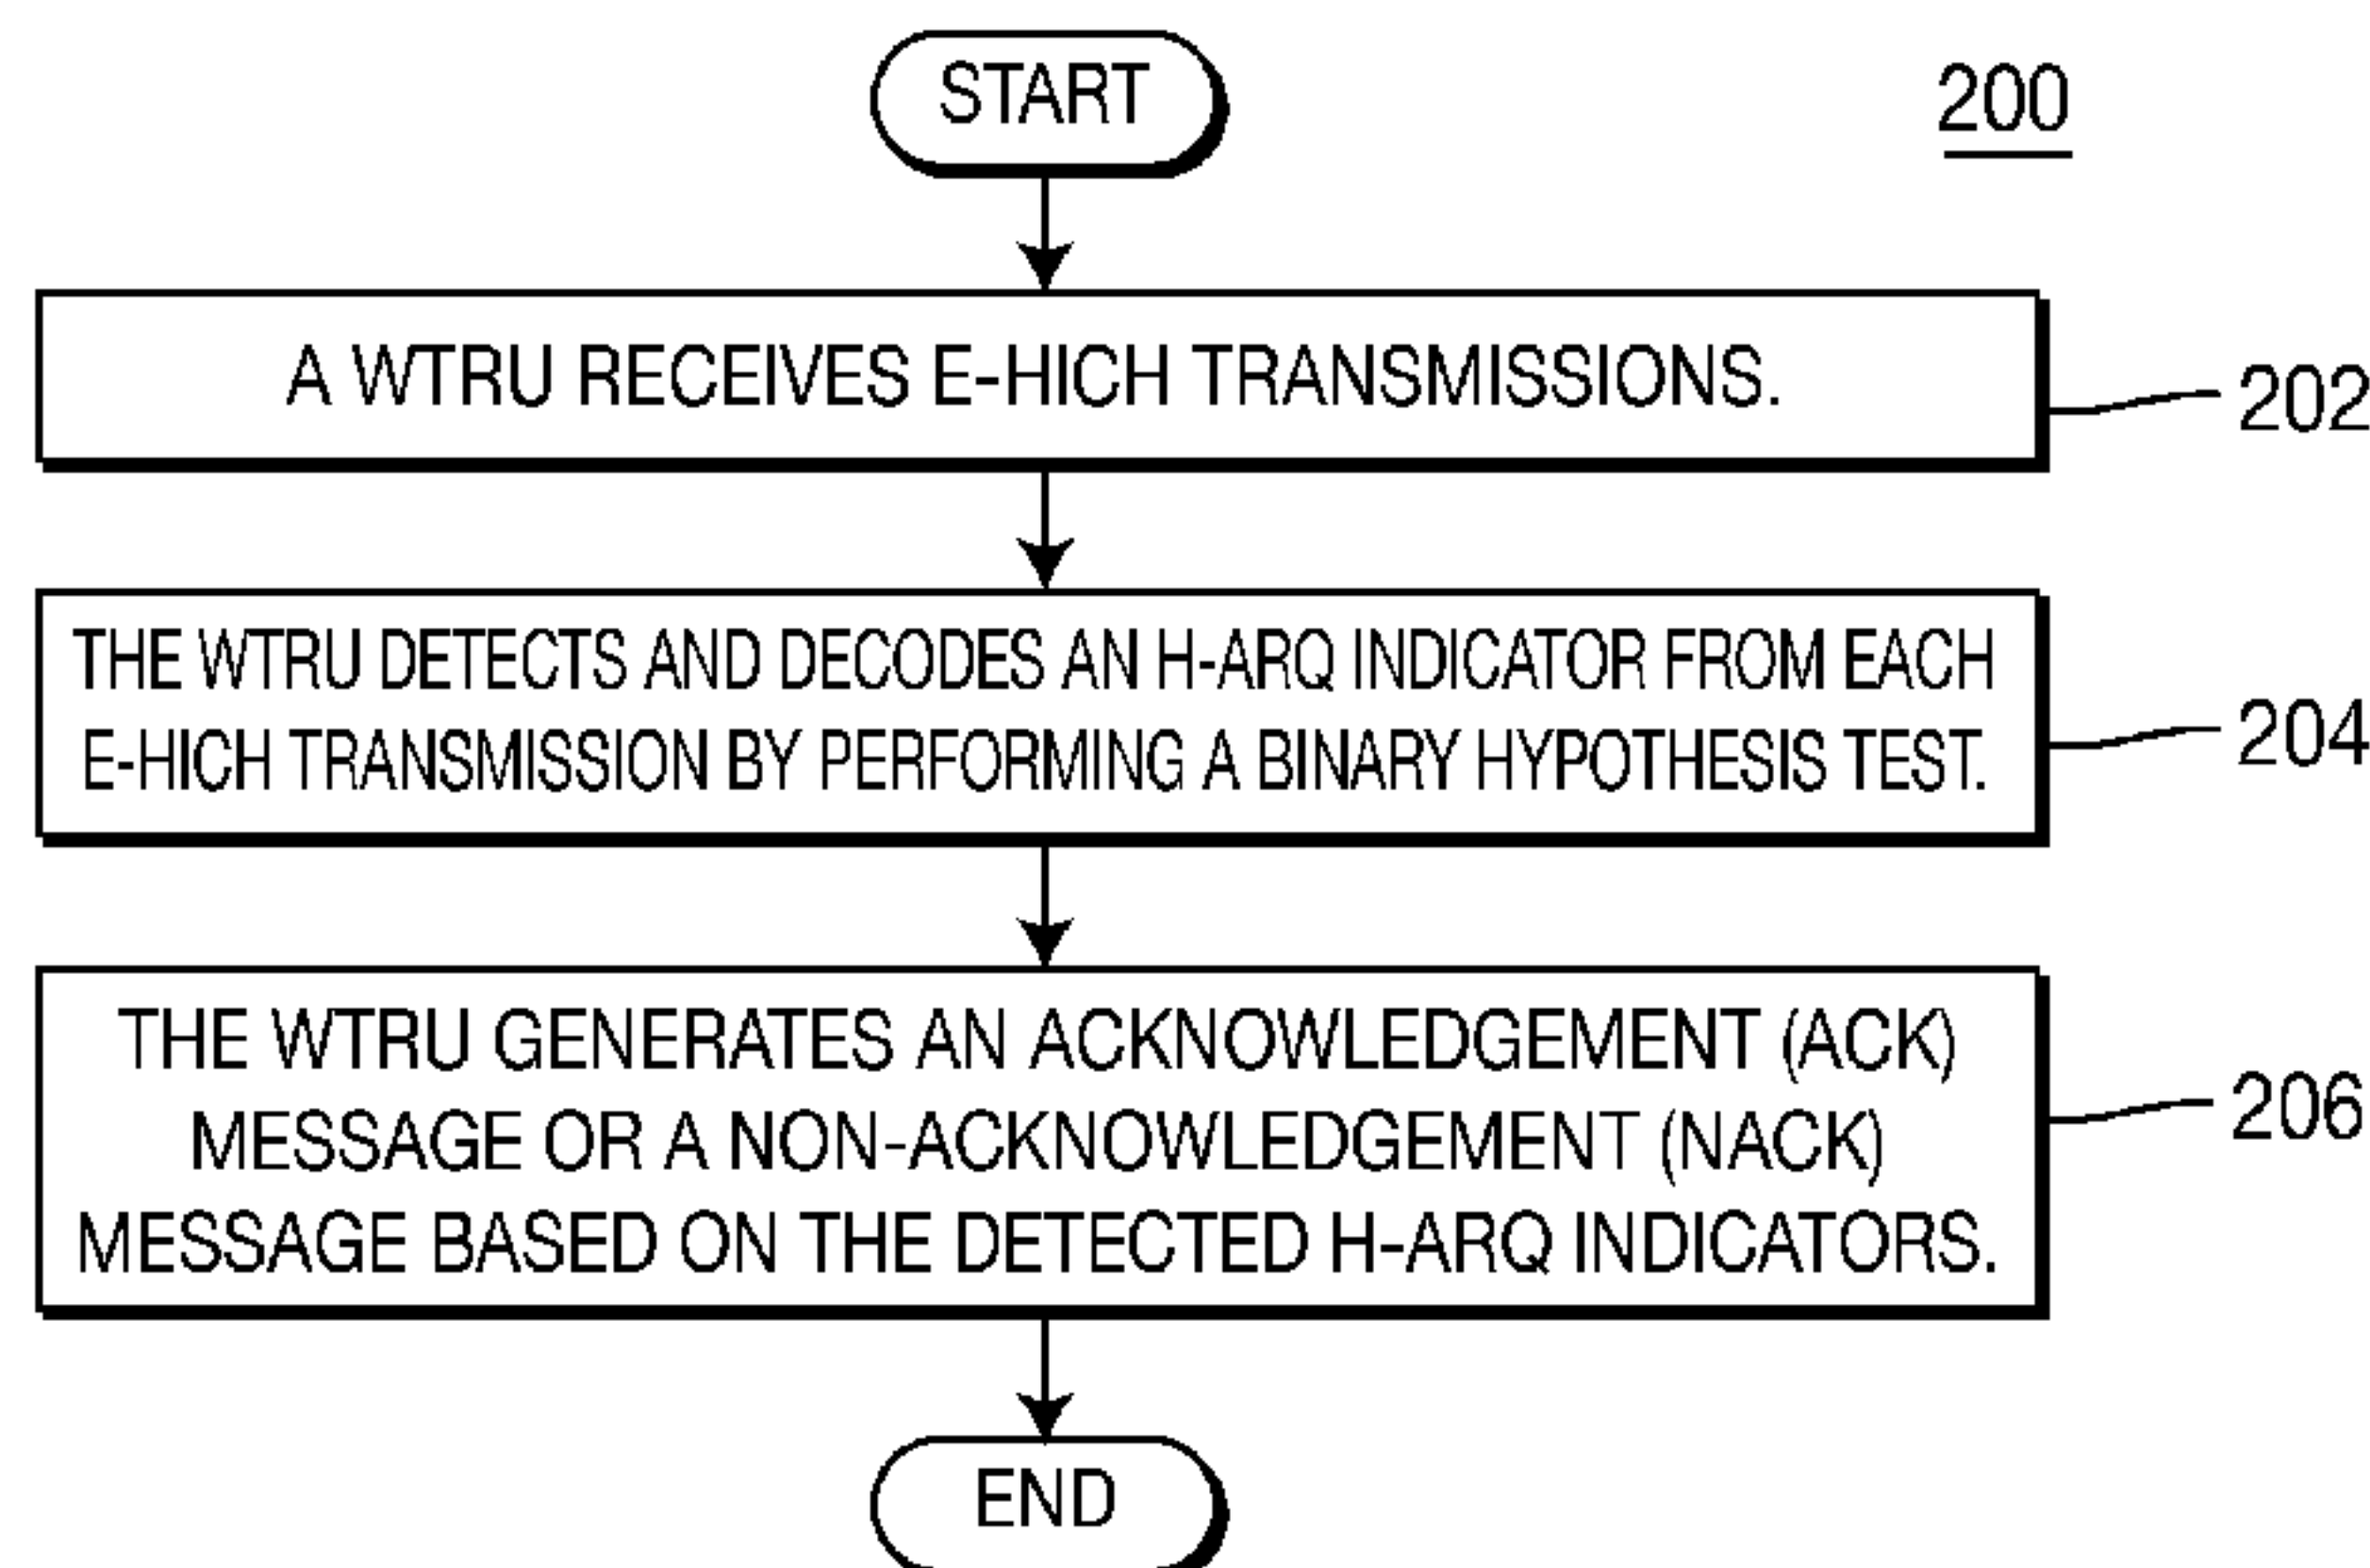 START
200
A WTRU RECEIVES E-HICH TRANSMISSIONS.
202
THE WTRU DETECTS AND DECODES AN H-ARQ INDICATOR FROM EACH
E-HICH TRANSMISSION BY PERFORMING A BINARY HYPOTHESIS TEST.
204
THE WTRU GENERATES AN ACKNOWLEDGEMENT (ACK)
MESSAGE OR A NON-ACKNOWLEDGEMENT (NACK)
MESSAGE BASED ON THE DETECTED H-ARQ INDICATORS.
206
END